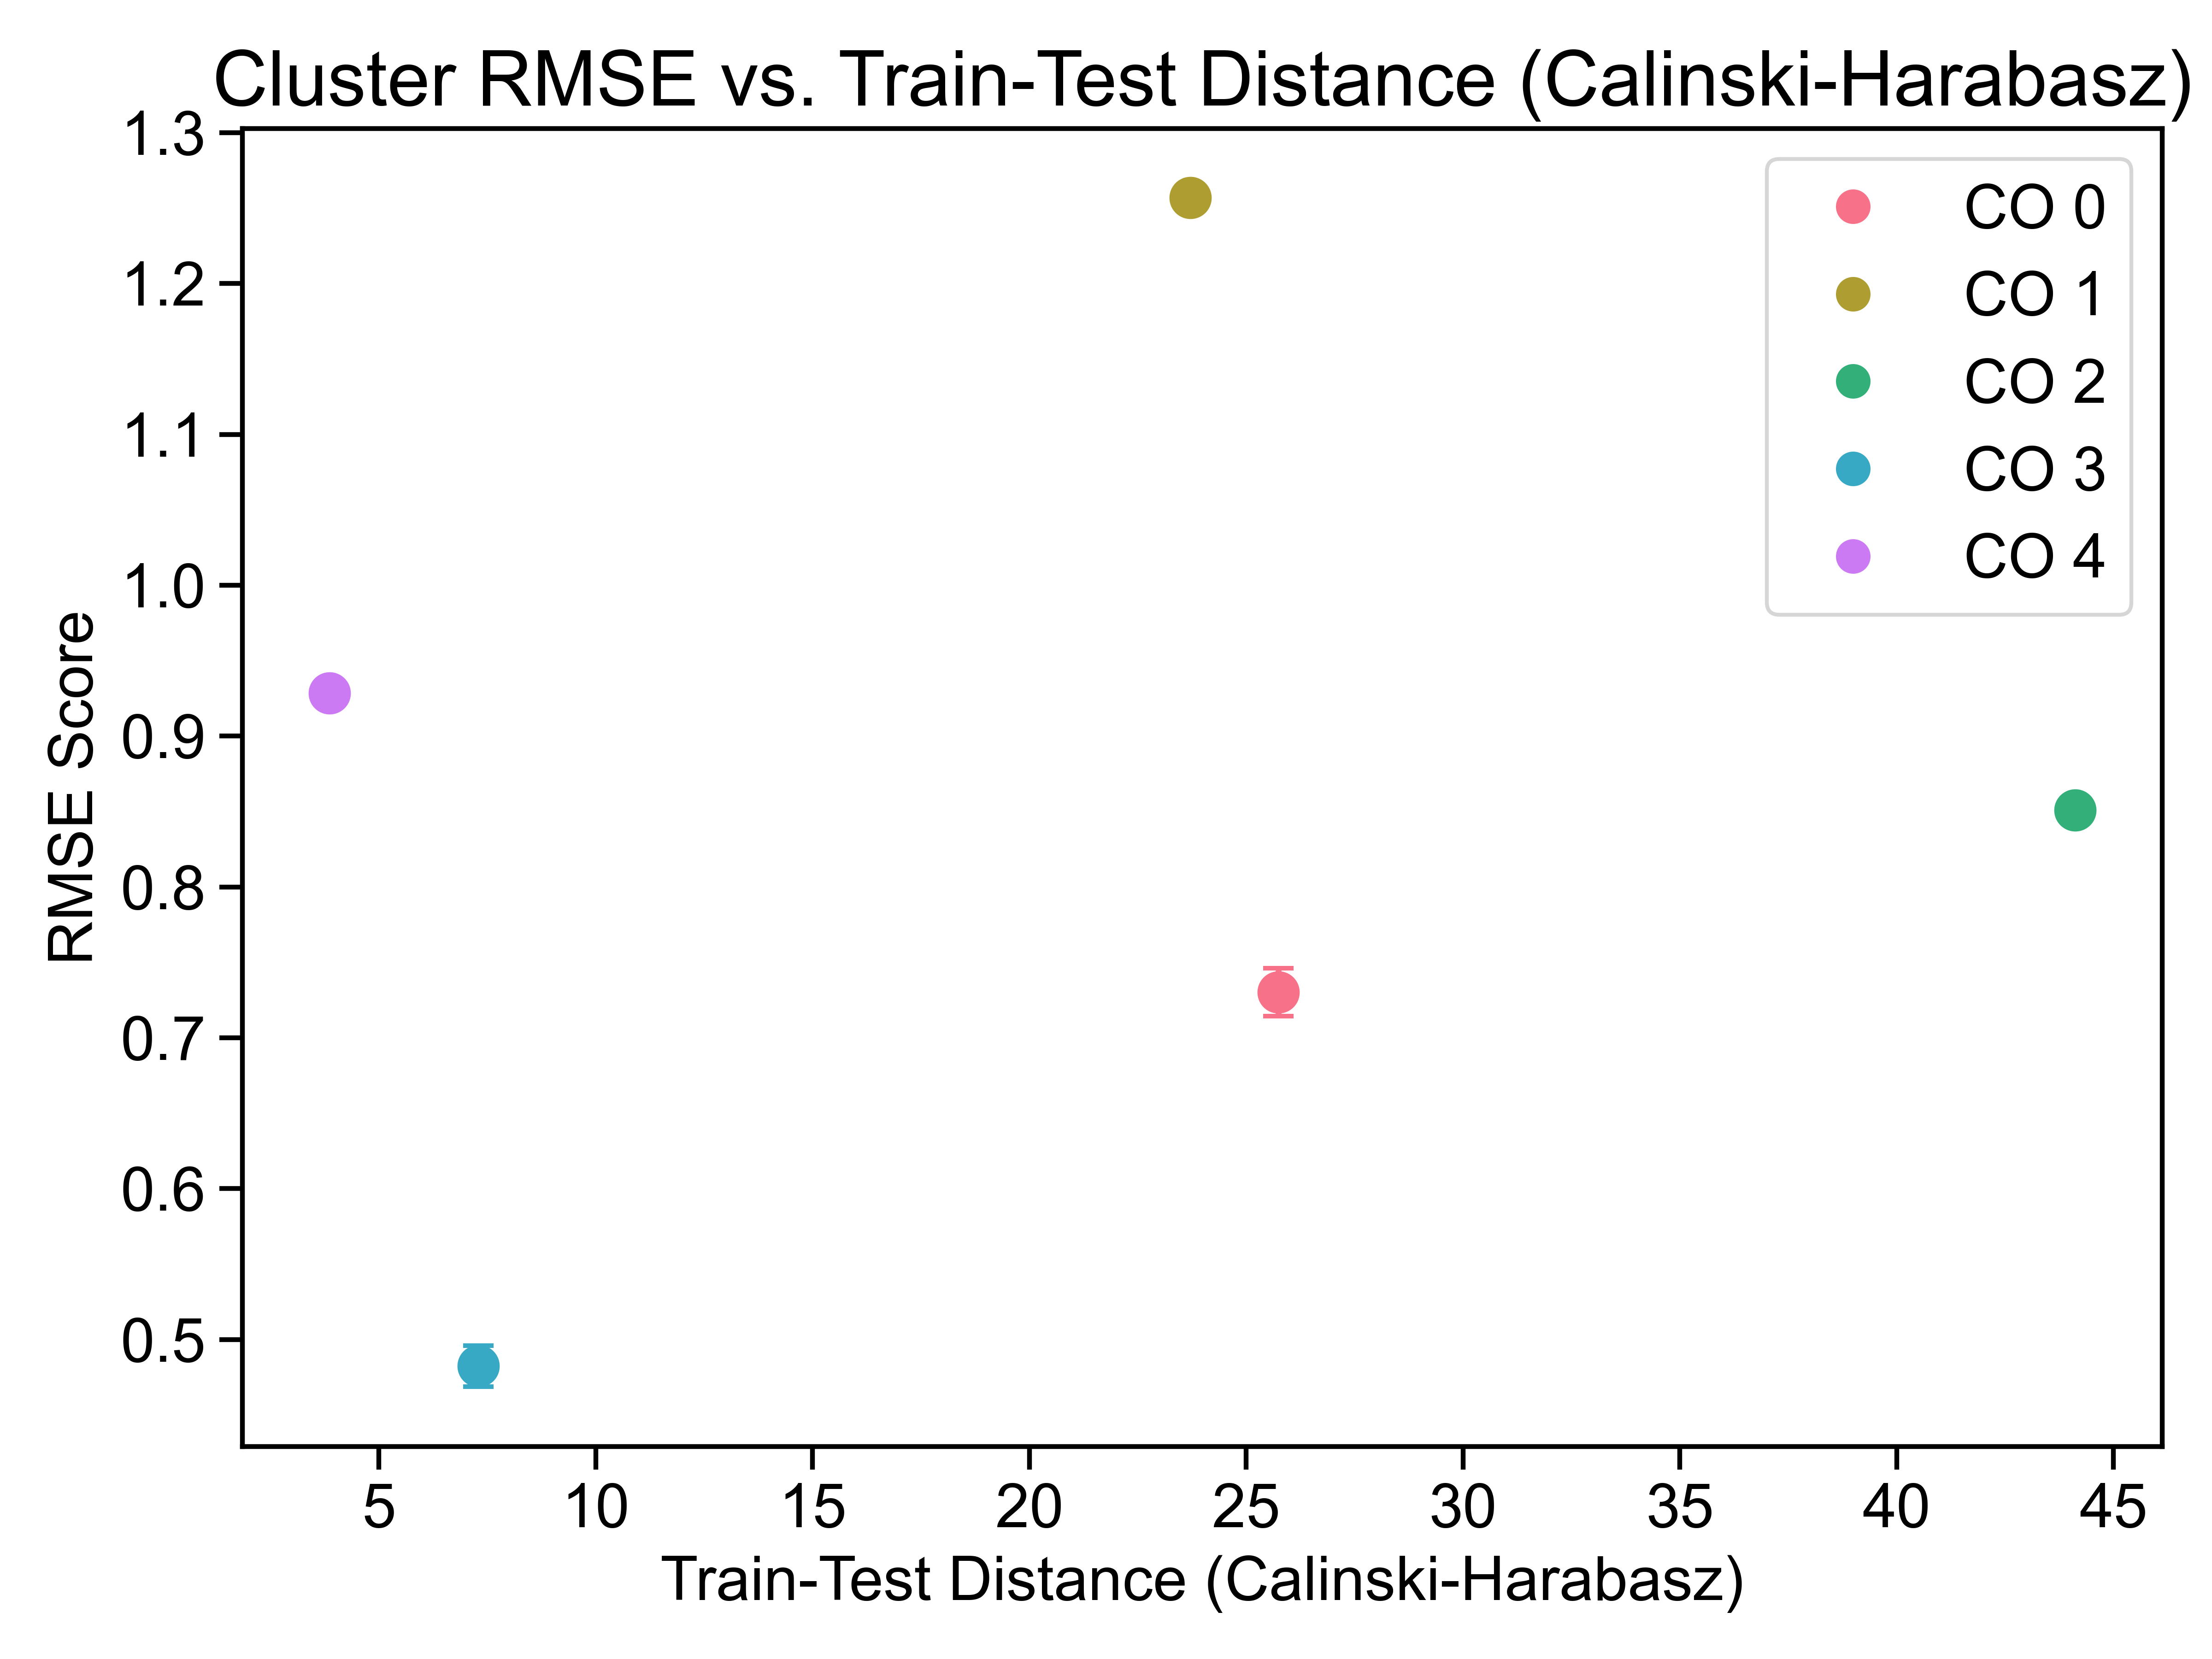 Cluster RMSE vs. Train-Test Distance (Calinski-Harabasz)
1.3
1.2
1.1
1.0
0.9
0.8
0.7
0.6
0.5
RMSE Score
CO 0
CO 1
CO 2
CO 3
CO 4
5 10 15 20 25 30 35 40 45
Train-Test Distance (Calinski-Harabasz)